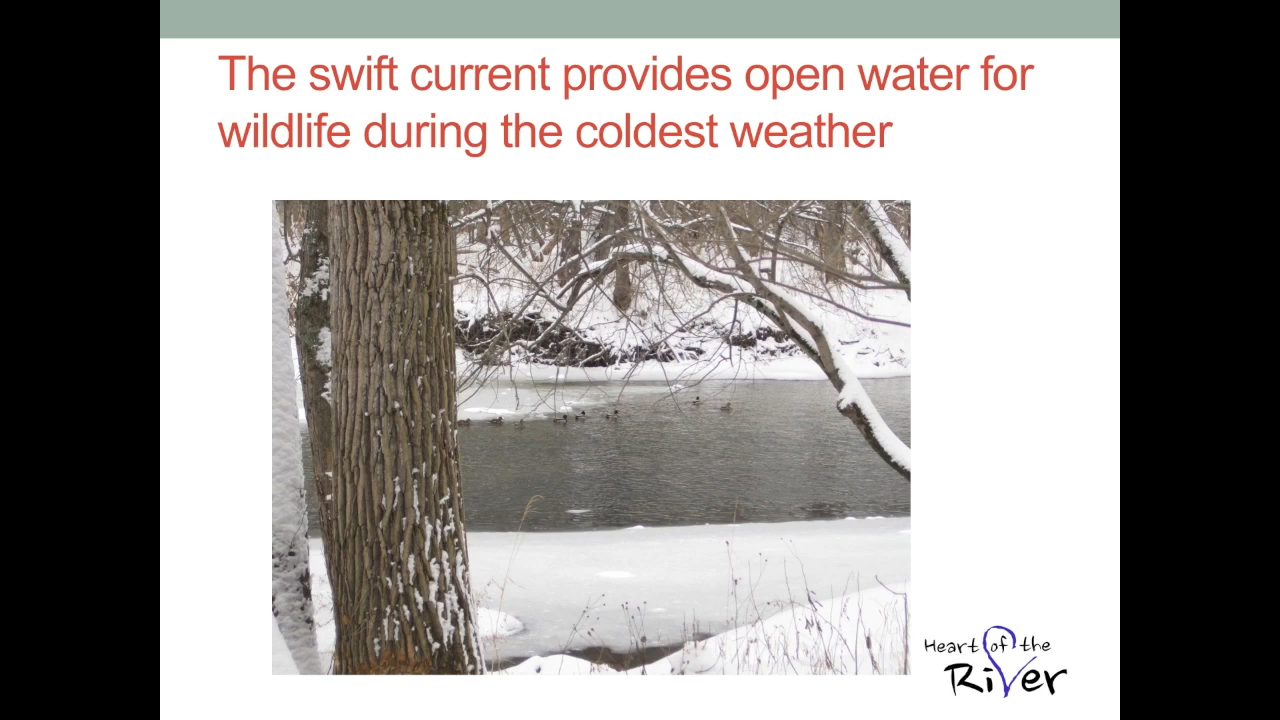 The swift current provides open water for
wildlife during the coldest weather
Heart of the
River